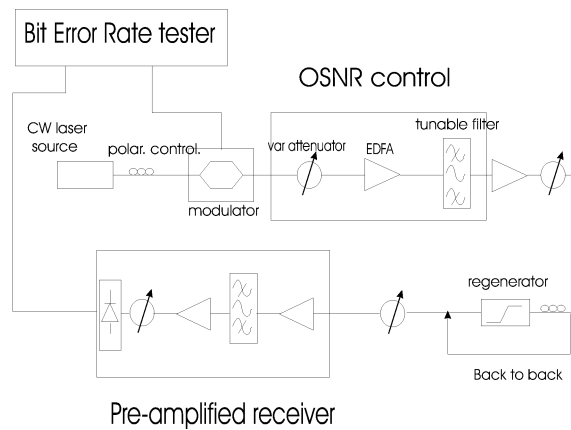 Bit Error Rate tester
OSNR control
CW laser
source
polar. control.
modulator
var attenuator
EDFA
tunable filter
regenerator
Back to back
Pre-amplified receiver